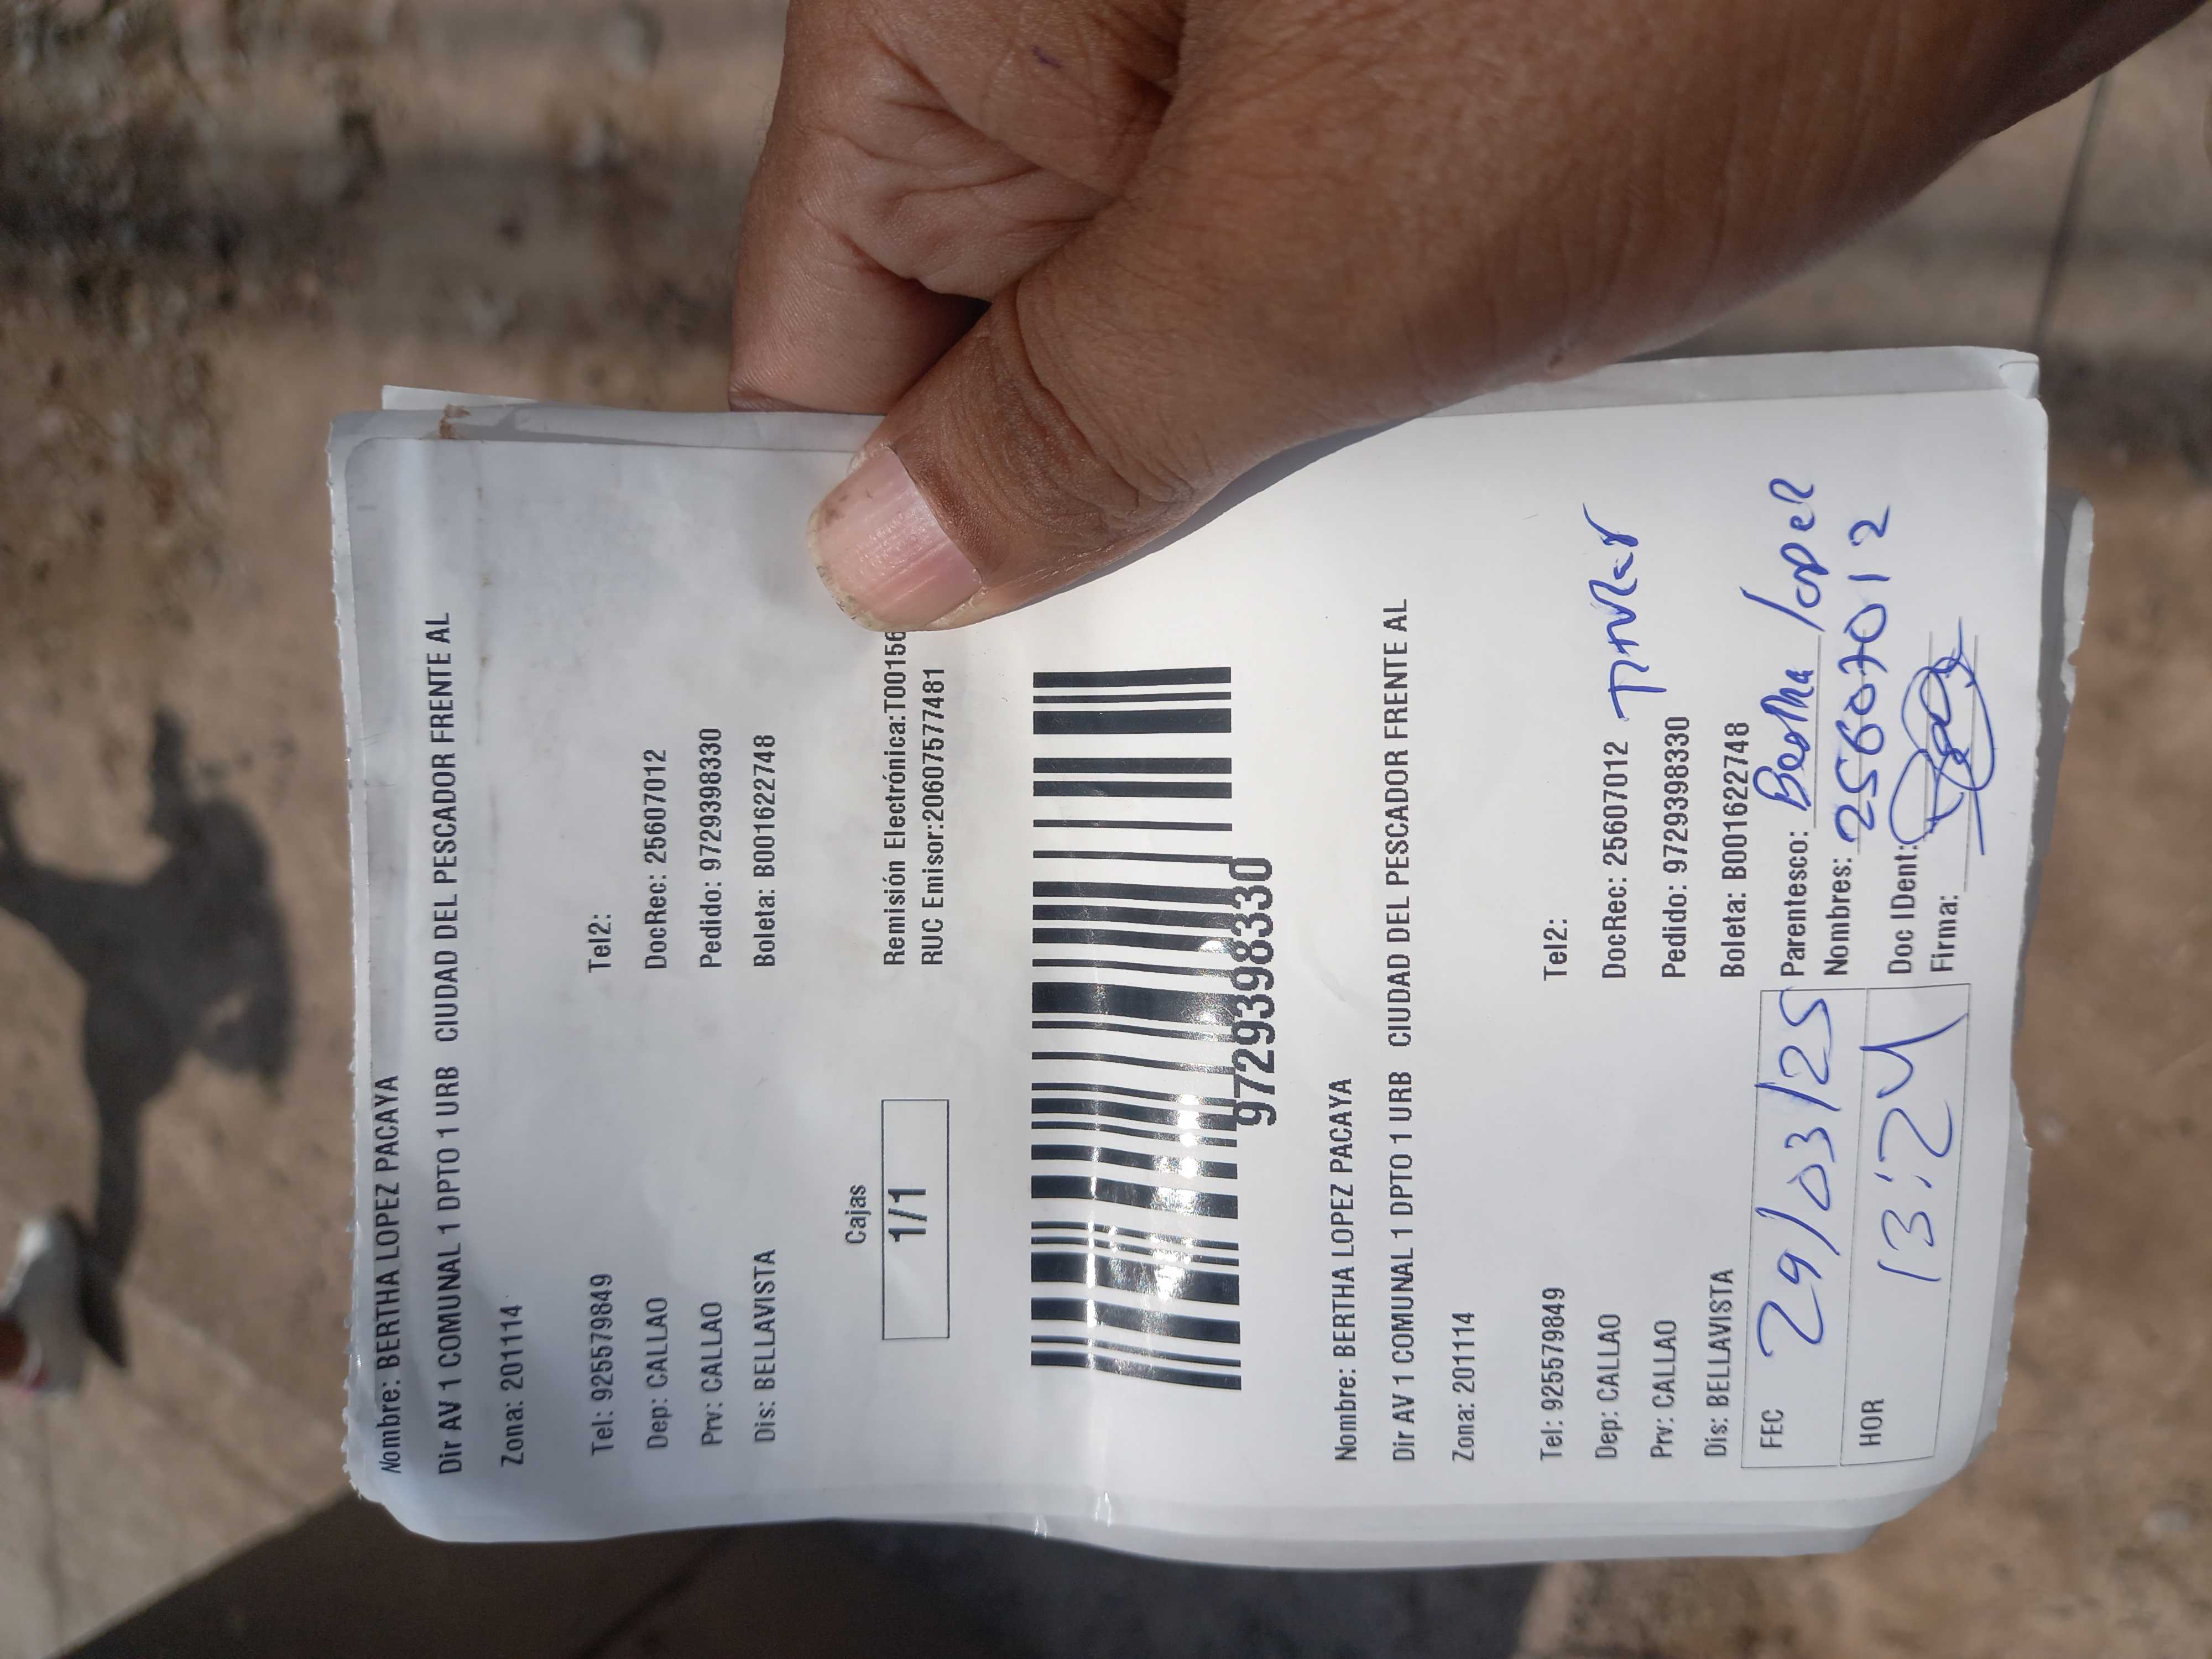 Nombre: BERTHA LOPEZ PACAYA
Dir AV 1 COMUNAL 1 DPTO 1 URB CIUDAD DEL PESCADOR FRENTE AL
Zona: 201114
Tel: 925579849 Tel2:
Dep: CALLAO DocRec: 25607012
Prv: CALLAO Pedido: 9729398330
Dis: BELLAVISTA Boleta: B001622748
Cajas
1/1
Remisión Electrónica:T00156
RUC Emisor:20607577481
9729398330
Nombre: BERTHA LOPEZ PACAYA
Dir AV 1 COMUNAL 1 DPTO 1 URB CIUDAD DEL PESCADOR FRENTE AL
Zona: 201114
Tel: 925579849 Tel2:
Dep: CALLAO DocRec: 25607012 Titular
Prv: CALLAO Pedido: 9729398330
Dis: BELLAVISTA Boleta: B001622748
FEC 29/03/25 Parentesco: Bertha lopez
Nombres: 25607012
HOR 13:24 Doc IDent:
Firma: